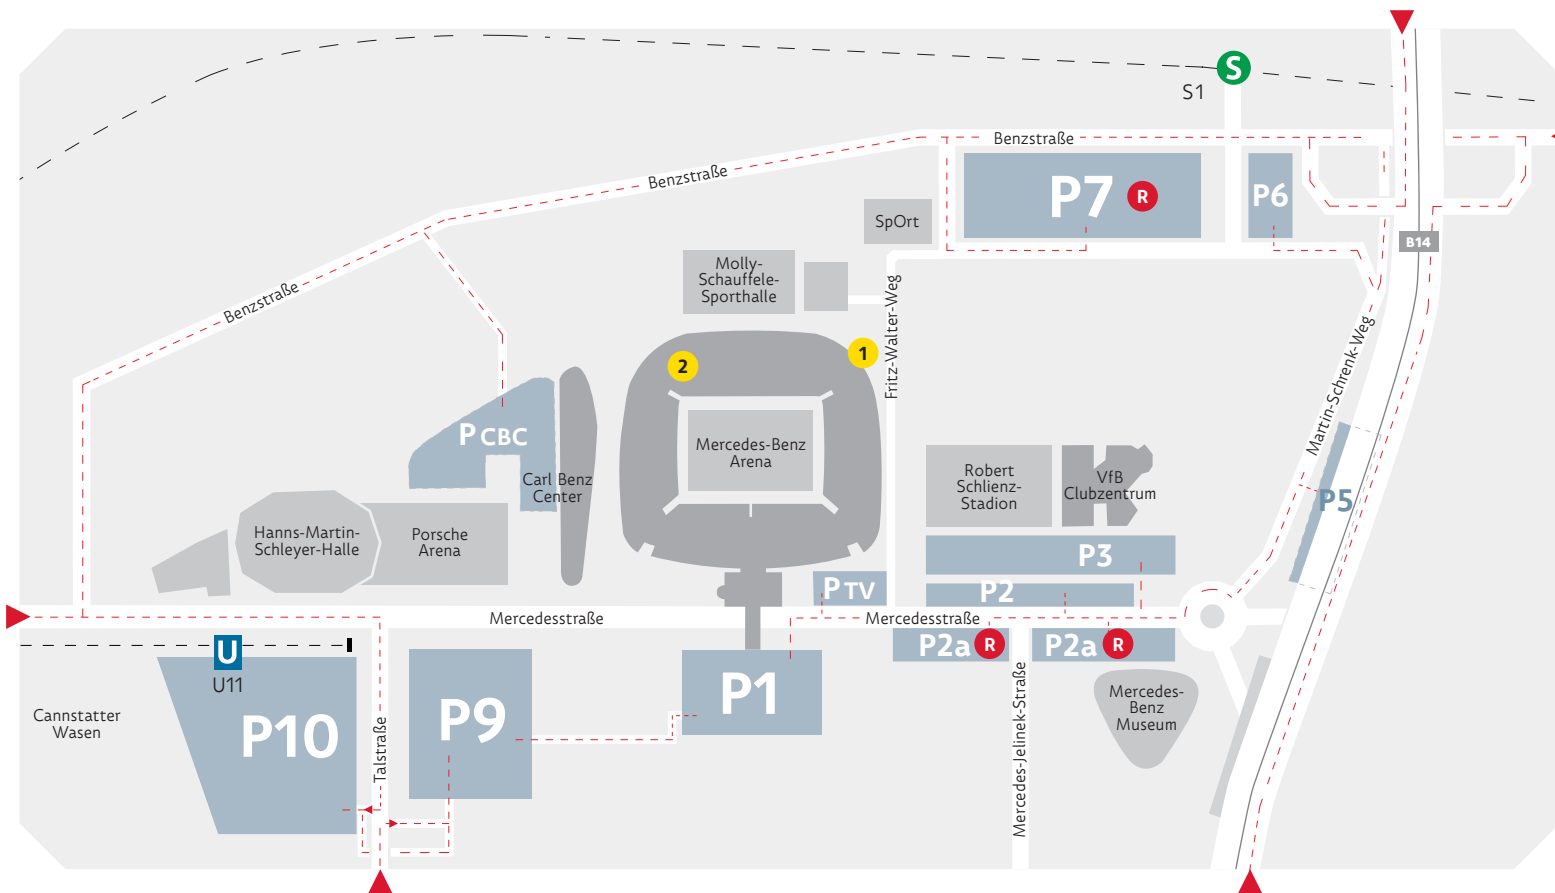 S
S1
Benzstraße
Benzstraße
P7
R
P6
SpOrt
B14
Molly-
Schauffele-
Sporthalle
Benzstraße
Fritz-Walter-Weg
1
2
Martin-Schrenk-Weg
P CBC
Mercedes-Benz
Arena
Carl Benz
Center
Robert
Schlienz-
Stadion
VfB
Clubzentrum
P5
Hanns-Martin-
Schleyer-Halle
Porsche
Arena
P3
P TV
P2
Mercedesstraße
Mercedesstraße
P2a R
P2a R
U
U11
Cannstatter
Wasen
P10
Talstraße
P9
P1
Mercedes-Jelinek-Straße
Mercedes-
Benz
Museum